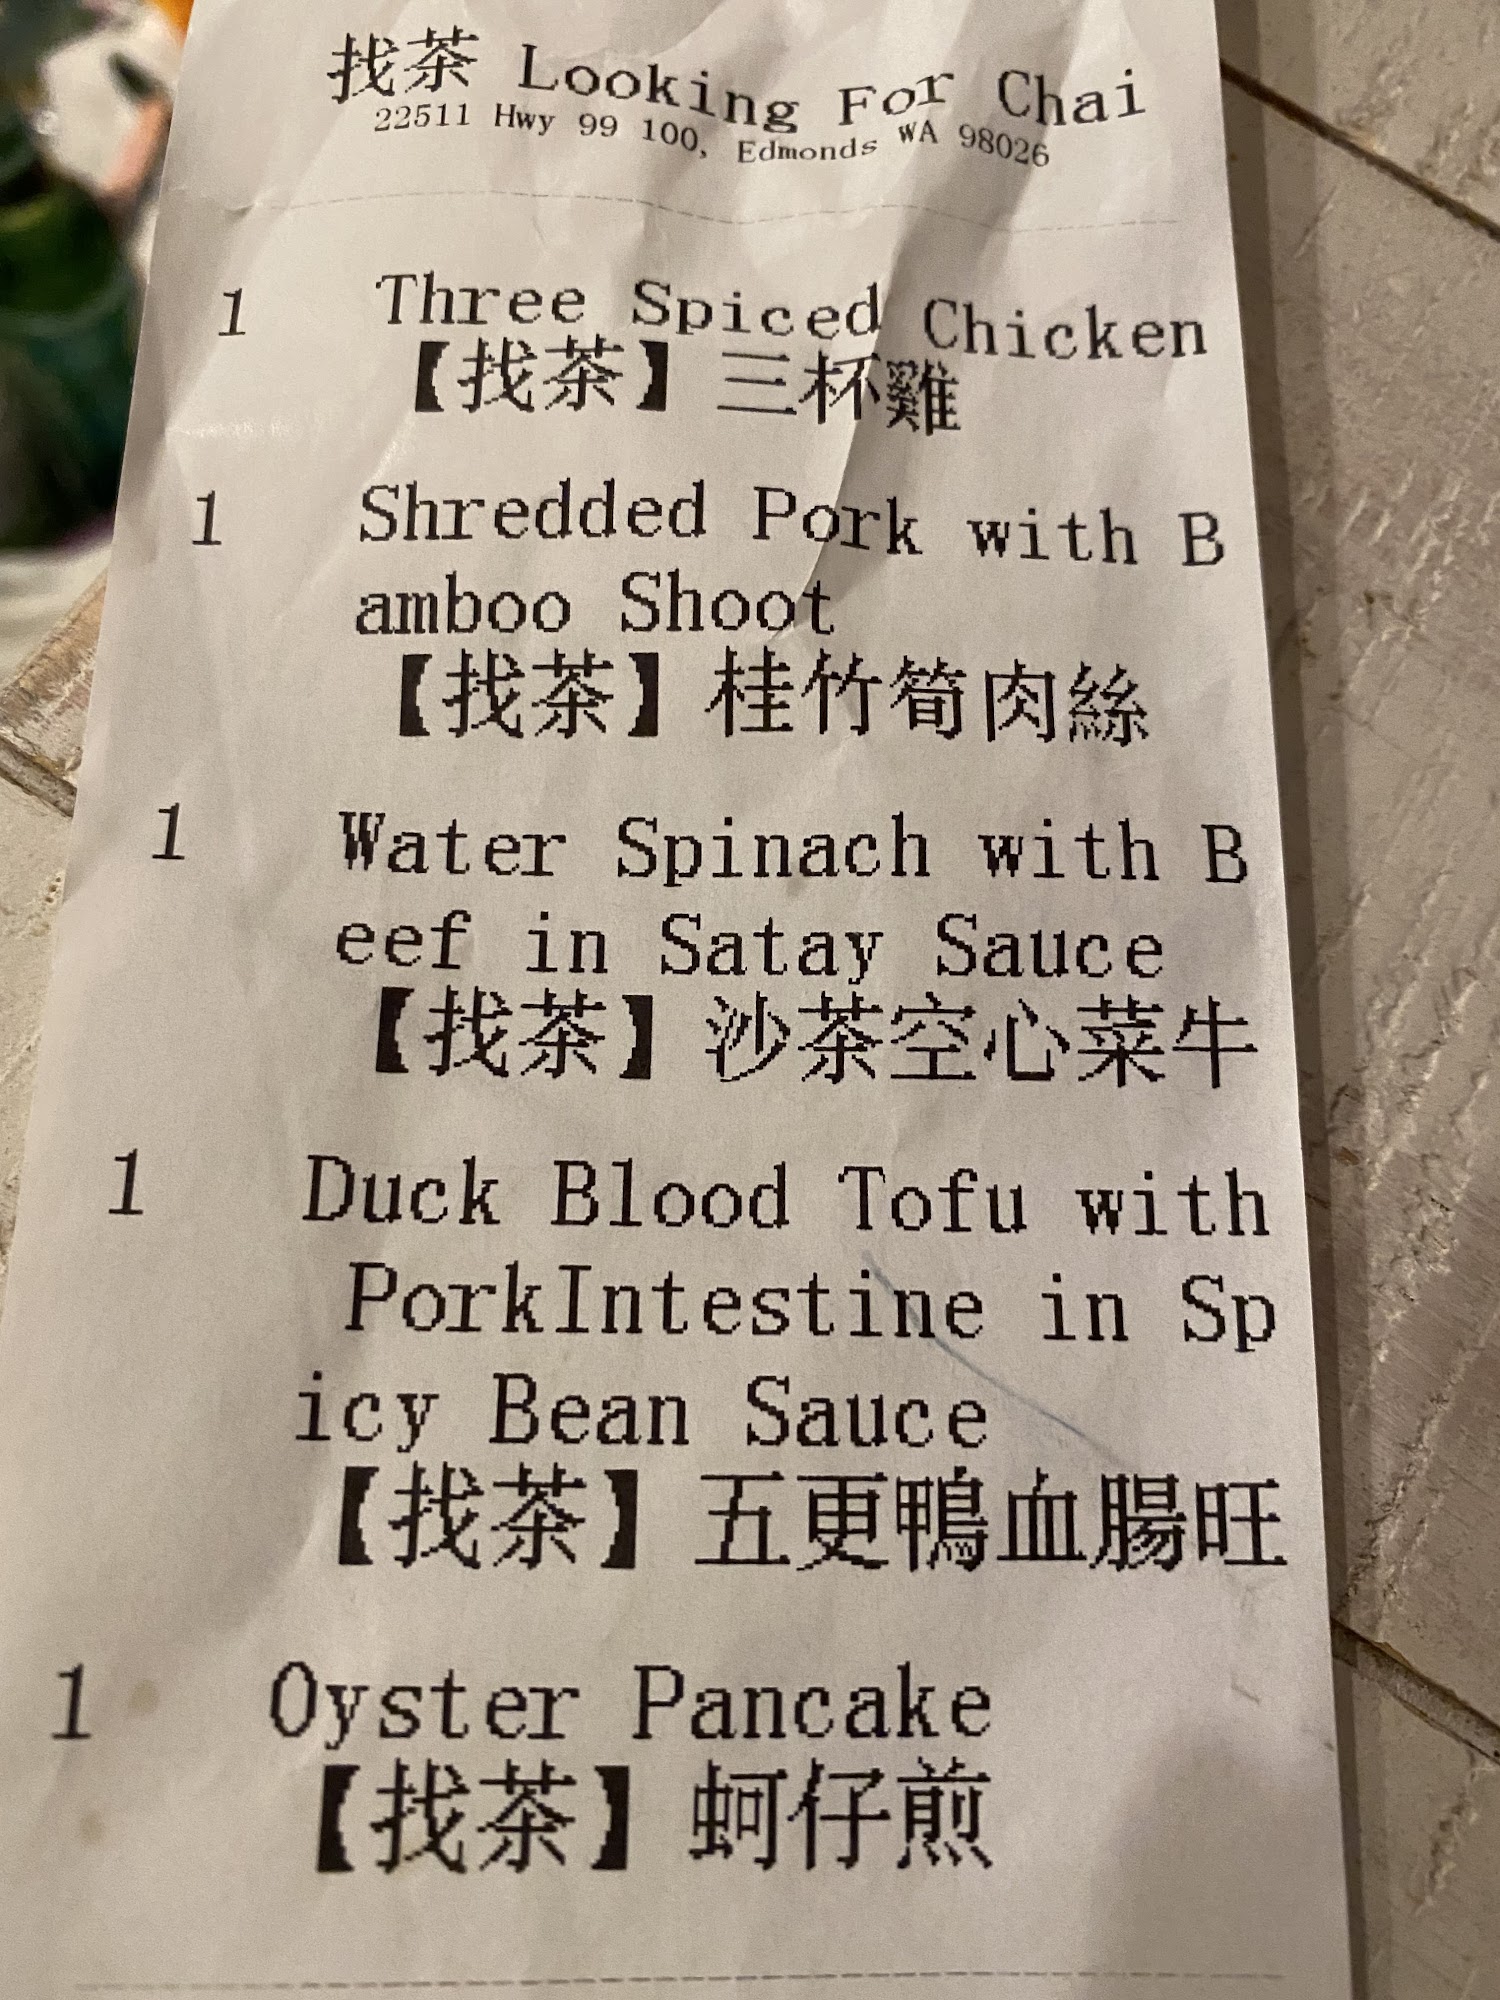 找茶 Looking For Chai
22511 Hwy 99 100, Edmonds WA 98026
1 Three Spiced Chicken
【找茶】三杯雞
1 Shredded Pork with B
amboo Shoot
【找茶】桂竹筍肉絲
1 Water Spinach with B
eef in Satay Sauce
【找茶】沙茶空心菜牛
1 Duck Blood Tofu with
PorkIntestine in Sp
icy Bean Sauce
【找茶】五更鴨血腸旺
1 Oyster Pancake
【找茶】蚵仔煎